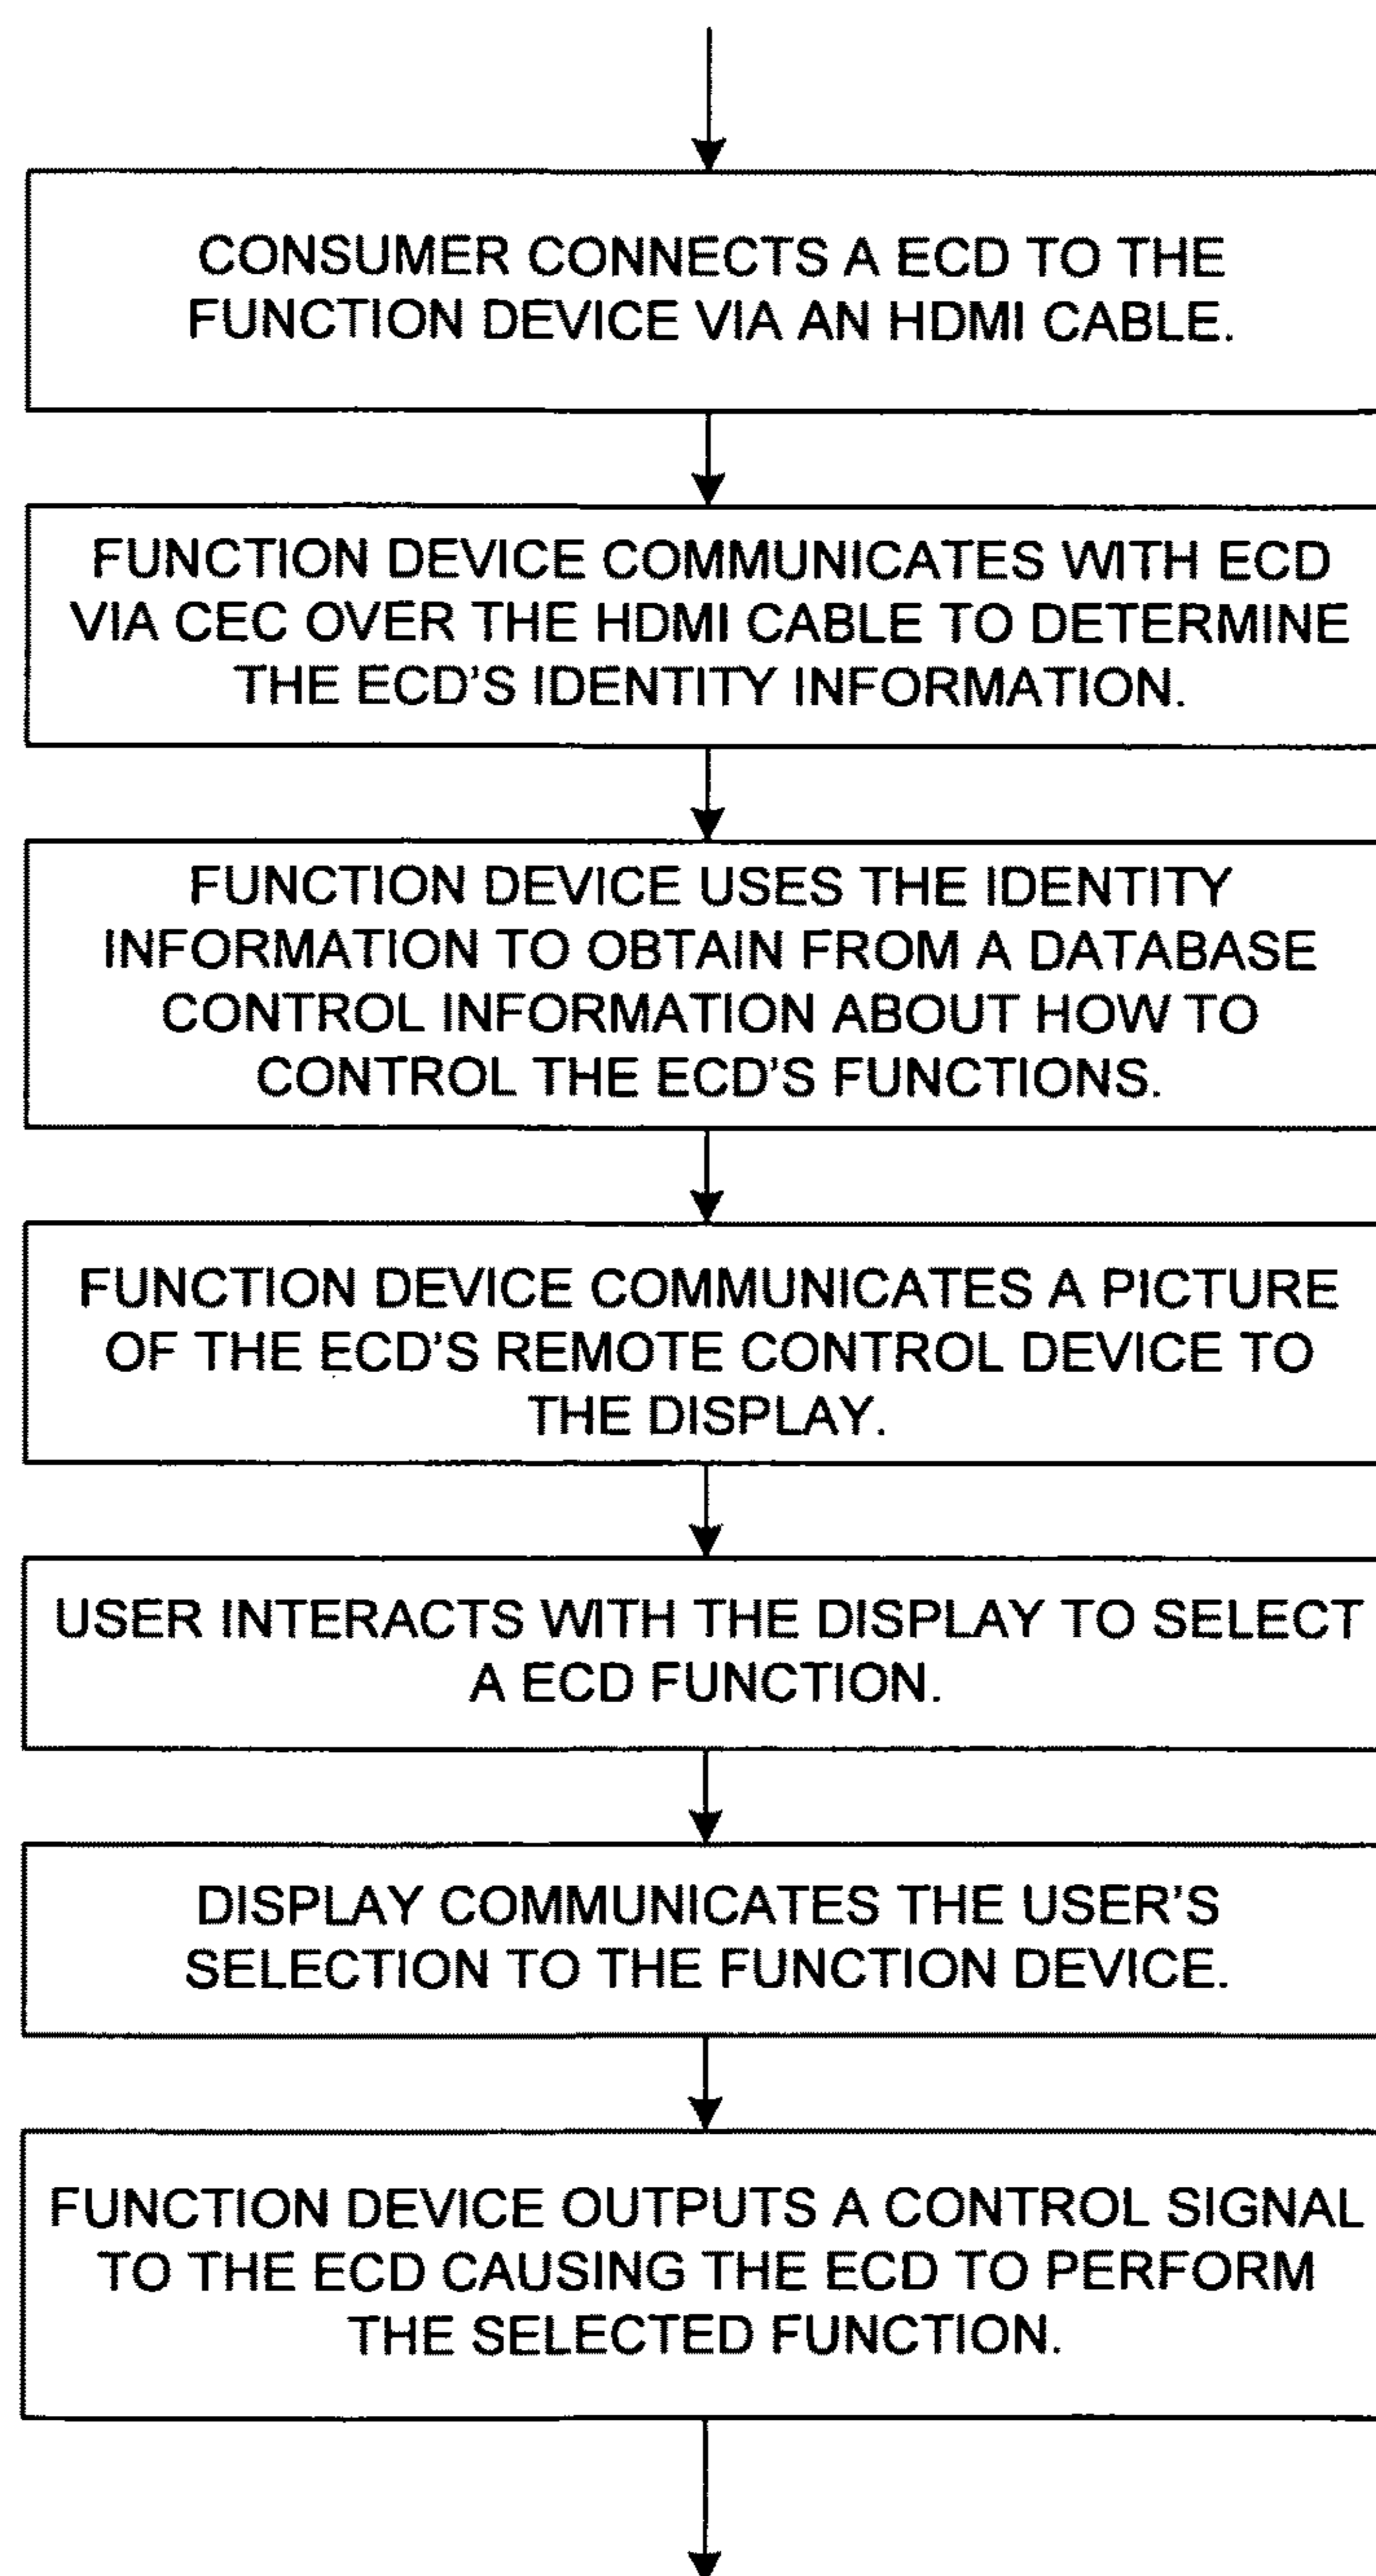 CONSUMER CONNECTS A ECD TO THE
FUNCTION DEVICE VIA AN HDMI CABLE.
FUNCTION DEVICE COMMUNICATES WITH ECD
VIA CEC OVER THE HDMI CABLE TO DETERMINE
THE ECD'S IDENTITY INFORMATION.
FUNCTION DEVICE USES THE IDENTITY
INFORMATION TO OBTAIN FROM A DATABASE
CONTROL INFORMATION ABOUT HOW TO
CONTROL THE ECD'S FUNCTIONS.
FUNCTION DEVICE COMMUNICATES A PICTURE
OF THE ECD'S REMOTE CONTROL DEVICE TO
THE DISPLAY.
USER INTERACTS WITH THE DISPLAY TO SELECT
A ECD FUNCTION.
DISPLAY COMMUNICATES THE USER'S
SELECTION TO THE FUNCTION DEVICE.
FUNCTION DEVICE OUTPUTS A CONTROL SIGNAL
TO THE ECD CAUSING THE ECD TO PERFORM
THE SELECTED FUNCTION.